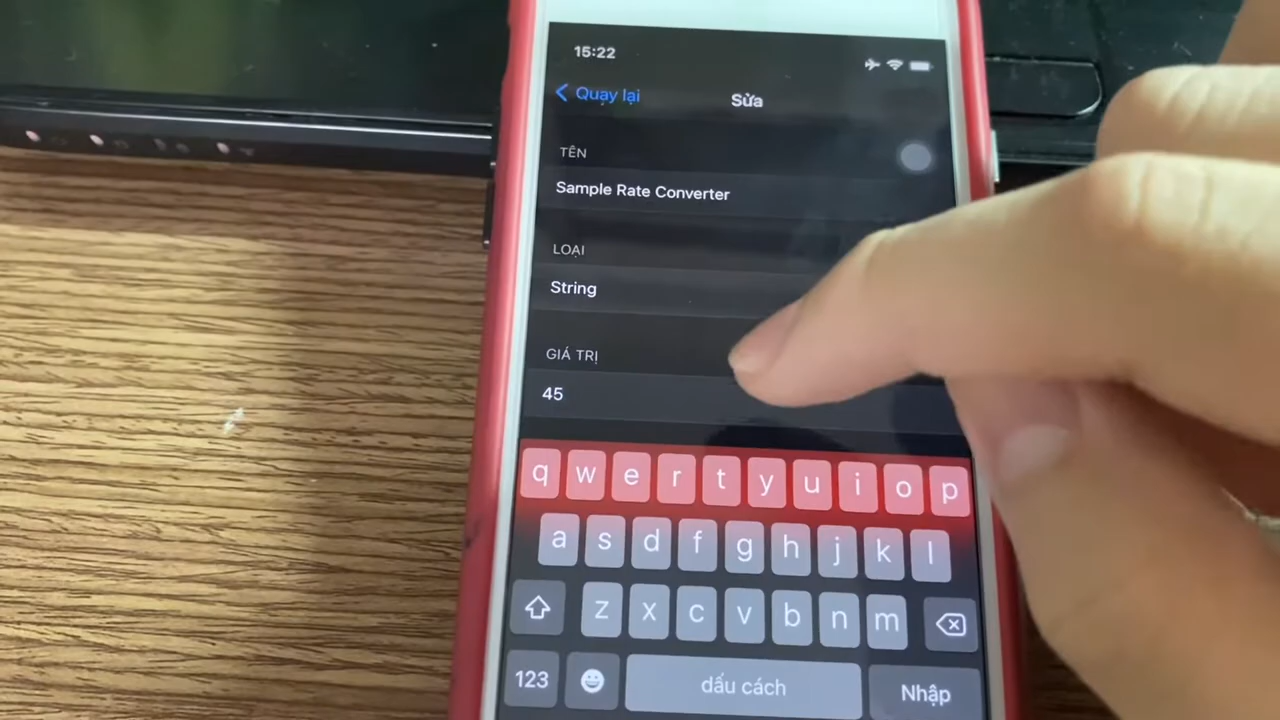 15:22
Quay lại
Sửa
TÊN
Sample Rate Converter
LOẠI
String
GIÁ TRỊ
45
q w e r t y u i o p
a s d f g h j k l
z x c v b n m
123
dấu cách
Nhập